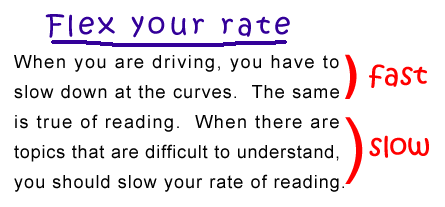 Flex your rate
When you are driving, you have to
slow down at the curves.  The same
is true of reading.  When there are
topics that are difficult to understand,
you should slow your rate of reading.
fast
slow